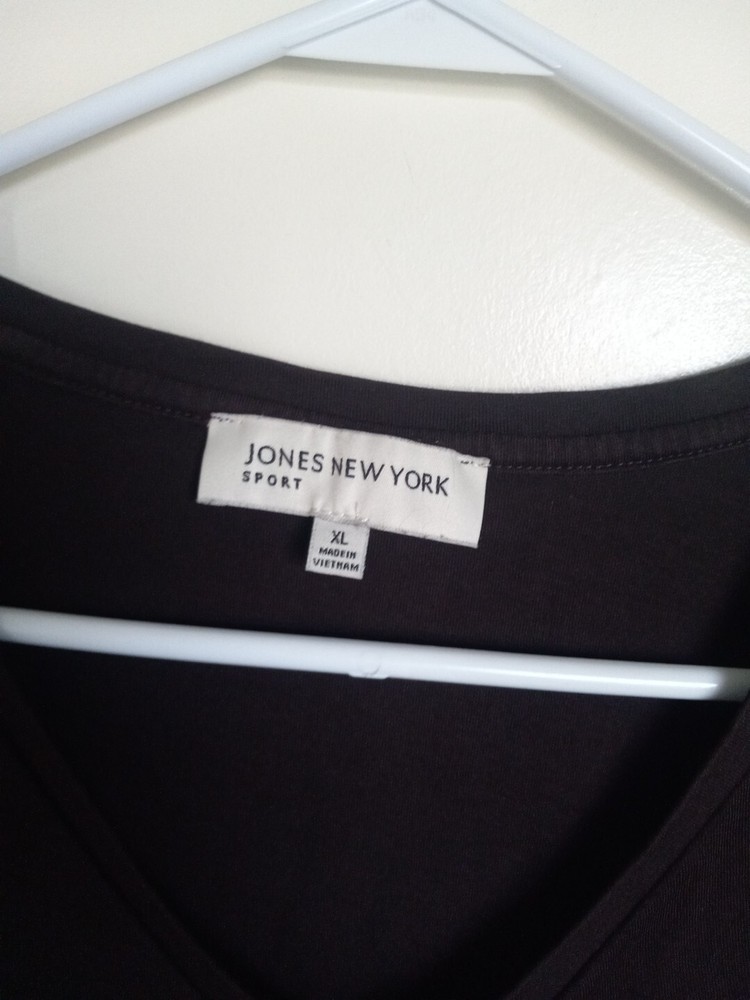 JONES NEW YORK
SPORT
XL
MADE IN
VIETNAM